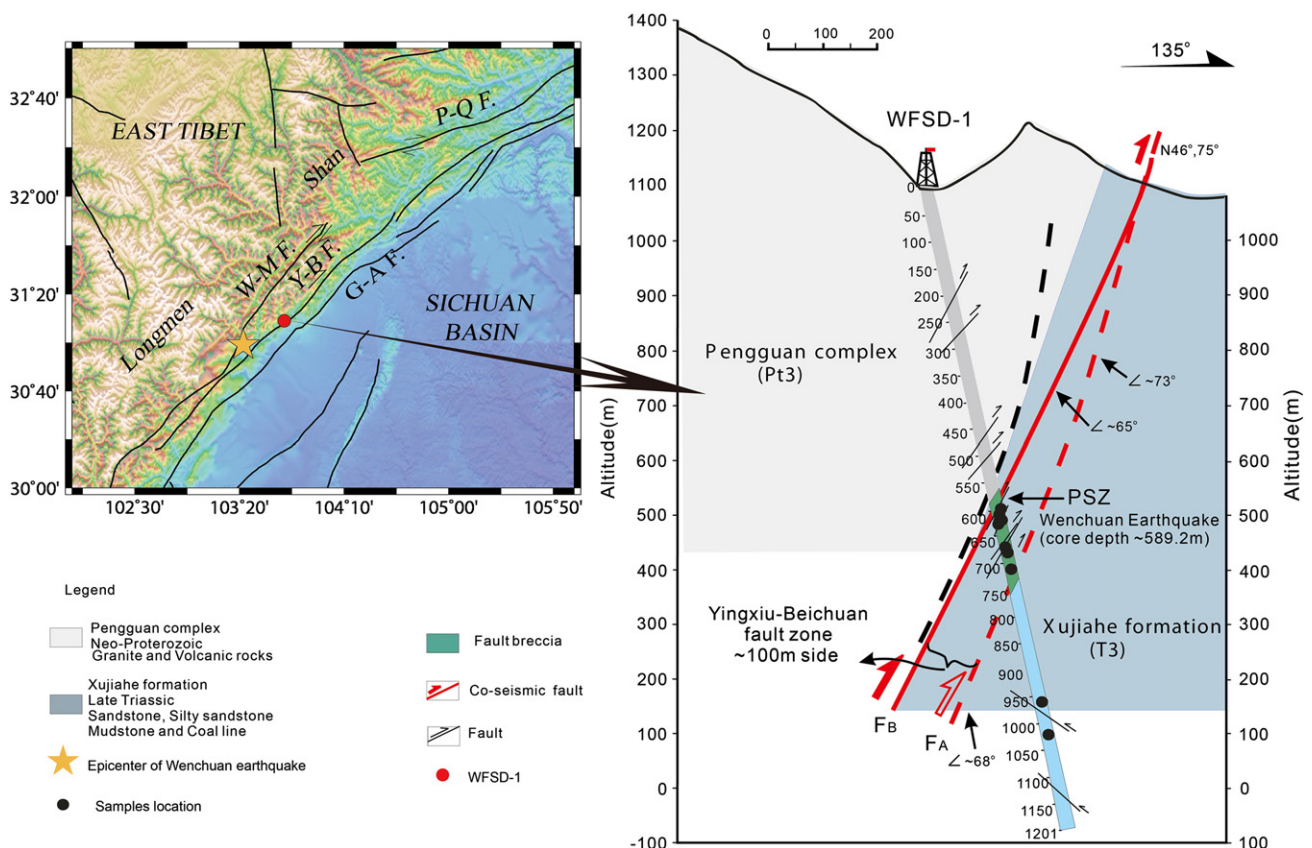 32°40'
32°00'
31°20'
30°40'
30°00'
102°30'
103°20'
104°10'
105°00'
105°50'
EAST TIBET
P-Q F.
Shan
W-M F.
Y-B F.
G-A F.
Longmen
SICHUAN
BASIN
Legend
Pengguan complex
Neo-Proterozoic
Granite and Volcanic rocks
Xujiahe formation
Late Triassic
Sandstone, Silty sandstone
Mudstone and Coal line
Epicenter of Wenchuan earthquake
Samples location
Fault breccia
Co-seismic fault
Fault
WFSD-1
Altitude(m)
1400
1300
1200
1100
1000
900
800
700
600
500
400
300
200
100
0
-100
0 100 200
135°
WFSD-1
N46°,75°
0
50
100
150
200
250
300
350
400
450
500
550
600
650
700
750
800
850
900
950
1000
1050
1100
1150
1201
Pengguan complex
(Pt3)
∠ ~73°
∠ ~65°
PSZ
Wenchuan Earthquake
(core depth ~589.2m)
Yingxiu-Beichuan
fault zone
~100m side
Xujiahe formation
(T3)
FB
FA
∠ ~68°
1000
900
800
700
600
500
400
300
200
100
0
100
Altitude(m)